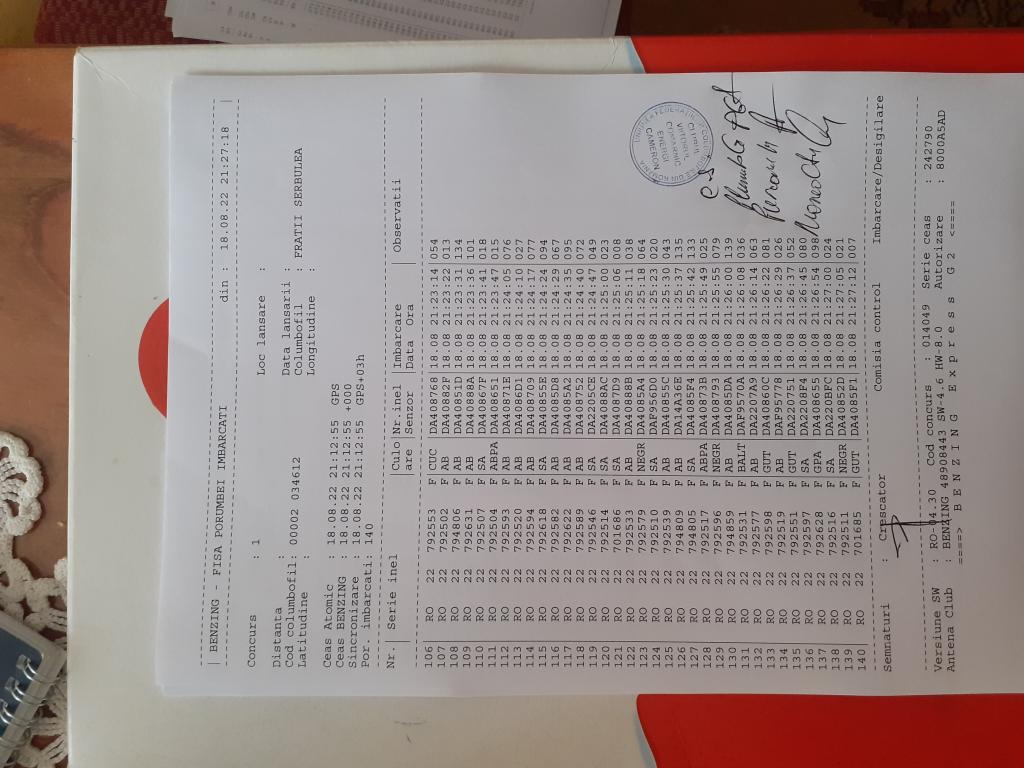 | BENZING - FISA PORUMBEI IMBARCATI din : 18.08.22 21:27:18 |
Concurs : 1 Loc lansare :
Distanta : Data lansarii :
Cod columbofil: 00002 034612 Columbofil : FRATII SERBULEA
Latitudine : Longitudine :
Ceas Atomic : 18.08.22 21:12:55 GPS
Ceas BENZING : 18.08.22 21:12:55 +000
Sincronizare : 18.08.22 21:12:55 GPS+03h
Por. imbarcati: 140
Nr.| Serie inel |Culo|Nr.inel |Imbarcare |Observatii
|are |Senzor |Data Ora |
106 RO 22 792553 F|CUC |DA408768|18.08 21:23:14|054
107 RO 22 792502 F|AB |DA40882F|18.08 21:23:22|013
108 RO 22 794806 F|AB |DA40851D|18.08 21:23:31|134
109 RO 22 792631 F|AB |DA40888A|18.08 21:23:36|101
110 RO 22 792507 F|SA |DA40867F|18.08 21:23:41|018
111 RO 22 792504 F|ABPA|DA408651|18.08 21:23:47|015
112 RO 22 792593 F|AB |DA40871E|18.08 21:24:05|076
113 RO 22 792520 F|AB |DA4086D1|18.08 21:24:10|027
114 RO 22 792594 F|AB |DA408709|18.08 21:24:17|077
115 RO 22 792618 F|SA |DA40855E|18.08 21:24:24|094
116 RO 22 792582 F|AB |DA4085D8|18.08 21:24:29|067
117 RO 22 792622 F|AB |DA4085A2|18.08 21:24:35|095
118 RO 22 792589 F|AB |DA408752|18.08 21:24:40|072
119 RO 22 792546 F|SA |DA2205CE|18.08 21:24:47|049
120 RO 22 792514 F|SA |DA4088AC|18.08 21:25:00|023
121 RO 22 701686 F|AB |DA4087D9|18.08 21:25:06|008
122 RO 22 792533 F|AB |DA4088BB|18.08 21:25:11|038
123 RO 22 792579 F|NEGR|DA4085A4|18.08 21:25:18|064
124 RO 22 792510 F|SA |DAF956D0|18.08 21:25:23|020
125 RO 22 792539 F|AB |DA40855C|18.08 21:25:30|043
126 RO 22 794809 F|AB |DA14A36E|18.08 21:25:37|135
127 RO 22 794805 F|SA |DA4085F4|18.08 21:25:42|133
128 RO 22 792517 F|ABPA|DA40873B|18.08 21:25:49|025
129 RO 22 792596 F|NEGR|DA408793|18.08 21:25:55|079
130 RO 22 794859 F|AB |DA4085DA|18.08 21:26:00|139
131 RO 22 792531 F|BALT|DAF9570A|18.08 21:26:08|036
132 RO 22 792577 F|AB |DA2207A9|18.08 21:26:14|063
133 RO 22 792598 F|GUT |DA40860C|18.08 21:26:22|081
134 RO 22 792519 F|AB |DAF95778|18.08 21:26:29|026
135 RO 22 792551 F|GUT |DA220751|18.08 21:26:37|052
136 RO 22 792597 F|SA |DA2208F4|18.08 21:26:45|080
137 RO 22 792628 F|GPA |DA408655|18.08 21:26:54|098
138 RO 22 792516 F|SA |DA220BFC|18.08 21:27:00|024
139 RO 22 792511 F|NEGR|DA40852D|18.08 21:27:05|021
140 RO 22 701685 F|GUT |DA4085F1|18.08 21:27:12|007
Semnaturi : Crescator Comisia control Imbarcare/Desigilare
Versiune SW : RO-04.30 Cod concurs : 014049 Serie ceas : 242790
Antena Club : BENZING 48908443 SW-4.6 HW-8.0 Autorizare : 8000A5AD
====> B E N Z I N G E x p r e s s G 2 <====
CLUBUL
VIITORUL
COMARNIC
ENERGI
CAMERON